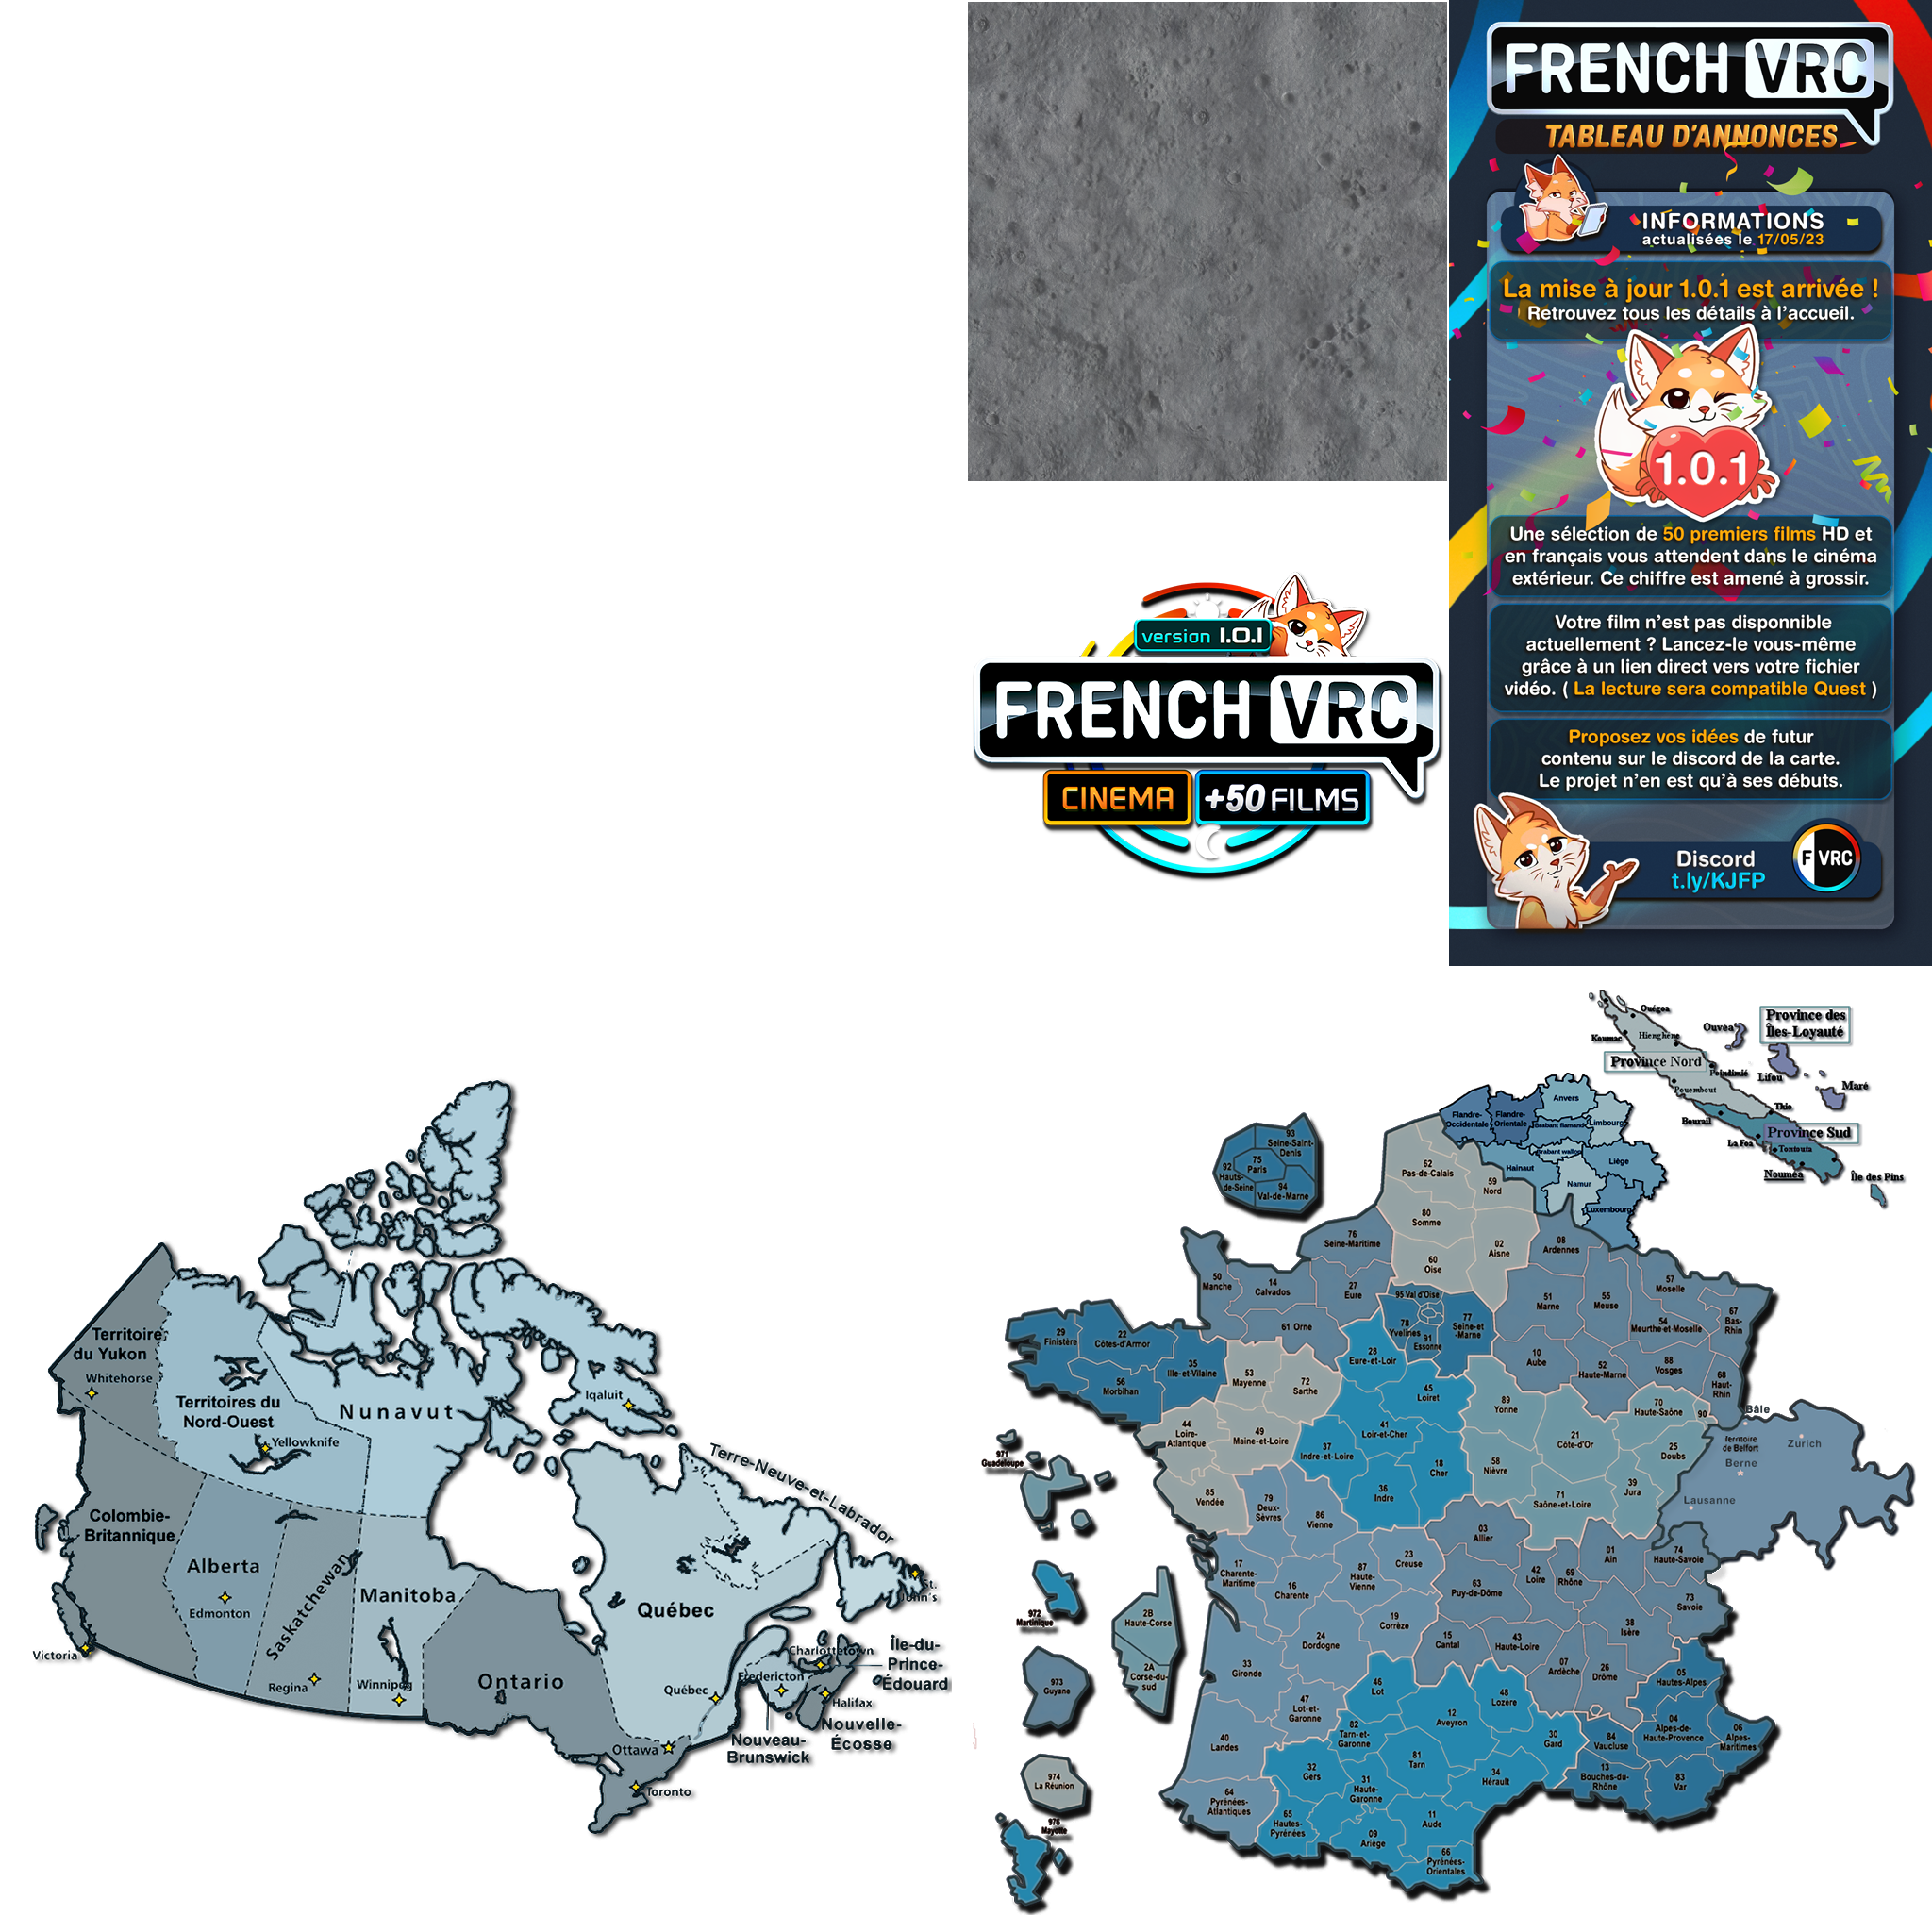 FRENCH VRC
TABLEAU D'ANNONCES
INFORMATIONS
actualisées le 17/05/23
La mise à jour 1.0.1 est arrivée !
Retrouvez tous les détails à l'accueil.
1.0.1
Une sélection de 50 premiers films HD et
en français vous attendent dans le cinéma
extérieur. Ce chiffre est amené à grossir.
Votre film n'est pas disponnible
actuellement ? Lancez-le vous-même
grâce à un lien direct vers votre fichier
vidéo. ( La lecture sera compatible Quest )
Proposez vos idées de futur
contenu sur le discord de la carte.
Le projet n'en est qu'à ses débuts.
Discord
t.ly/KJFP
F VRC
version 1.0.1
FRENCH VRC
CINEMA
+50 FILMS
Territoire
du Yukon
Whitehorse
Territoires du
Nord-Ouest
Yellowknife
Nunavut
Iqaluit
Terre-Neuve-et-Labrador
St.
John's
Colombie-
Britannique
Victoria
Alberta
Edmonton
Saskatchewan
Regina
Manitoba
Winnipeg
Ontario
Ottawa
Toronto
Québec
Québec
Charlottetown
Île-du-
Prince-
Édouard
Fredericton
Halifax
Nouvelle-
Écosse
Nouveau-
Brunswick
Ouégoa
Koumac
Hienghène
Ouvéa
Province des
Îles-Loyauté
Province Nord
Poindimié
Lifou
Maré
Pouembout
Thio
Bourail
Province Sud
La Foa
Tontouta
Nouméa
Île des Pins
Flandre-
Occidentale
Flandre-
Orientale
Anvers
Brabant flamand
Limbourg
Brabant wallon
Hainaut
Liège
Namur
Luxembourg
93
Seine-Saint-
Denis
75
Paris
92
Hauts-
de-Seine
94
Val-de-Marne
62
Pas-de-Calais
59
Nord
80
Somme
02
Aisne
60
Oise
76
Seine-Maritime
08
Ardennes
50
Manche
14
Calvados
27
Eure
61 Orne
95 Val d'Oise
78
Yvelines
91
Essonne
77
Seine-et
-Marne
51
Marne
55
Meuse
57
Moselle
54
Meurthe-et-Moselle
67
Bas-
Rhin
10
Aube
52
Haute-Marne
88
Vosges
68
Haut-
Rhin
29
Finistère
22
Côtes-d'Armor
35
Ille-et-Vilaine
56
Morbihan
53
Mayenne
72
Sarthe
28
Eure-et-Loir
45
Loiret
41
Loir-et-Cher
37
Indre-et-Loire
18
Cher
36
Indre
44
Loire-
Atlantique
49
Maine-et-Loire
85
Vendée
89
Yonne
21
Côte-d'Or
70
Haute-Saône
90
Territoire
de Belfort
25
Doubs
39
Jura
58
Nièvre
71
Saône-et-Loire
Bâle
Zurich
Berne
Lausanne
79
Deux-
Sèvres
86
Vienne
17
Charente-
Maritime
16
Charente
87
Haute-
Vienne
23
Creuse
19
Corrèze
24
Dordogne
33
Gironde
47
Lot-et-
Garonne
40
Landes
64
Pyrénées-
Atlantiques
03
Allier
63
Puy-de-Dôme
42
Loire
69
Rhône
01
Ain
74
Haute-Savoie
73
Savoie
38
Isère
15
Cantal
43
Haute-Loire
07
Ardèche
26
Drôme
46
Lot
48
Lozère
12
Aveyron
82
Tarn-et-
Garonne
81
Tarn
30
Gard
32
Gers
31
Haute-
Garonne
34
Hérault
65
Hautes-
Pyrénées
09
Ariège
11
Aude
66
Pyrénées-
Orientales
05
Hautes-Alpes
04
Alpes-de-
Haute-Provence
06
Alpes-
Maritimes
84
Vaucluse
13
Bouches-du-
Rhône
83
Var
971
Guadeloupe
972
Martinique
973
Guyane
974
La Réunion
976
Mayotte
2B
Haute-Corse
2A
Corse-du-
sud